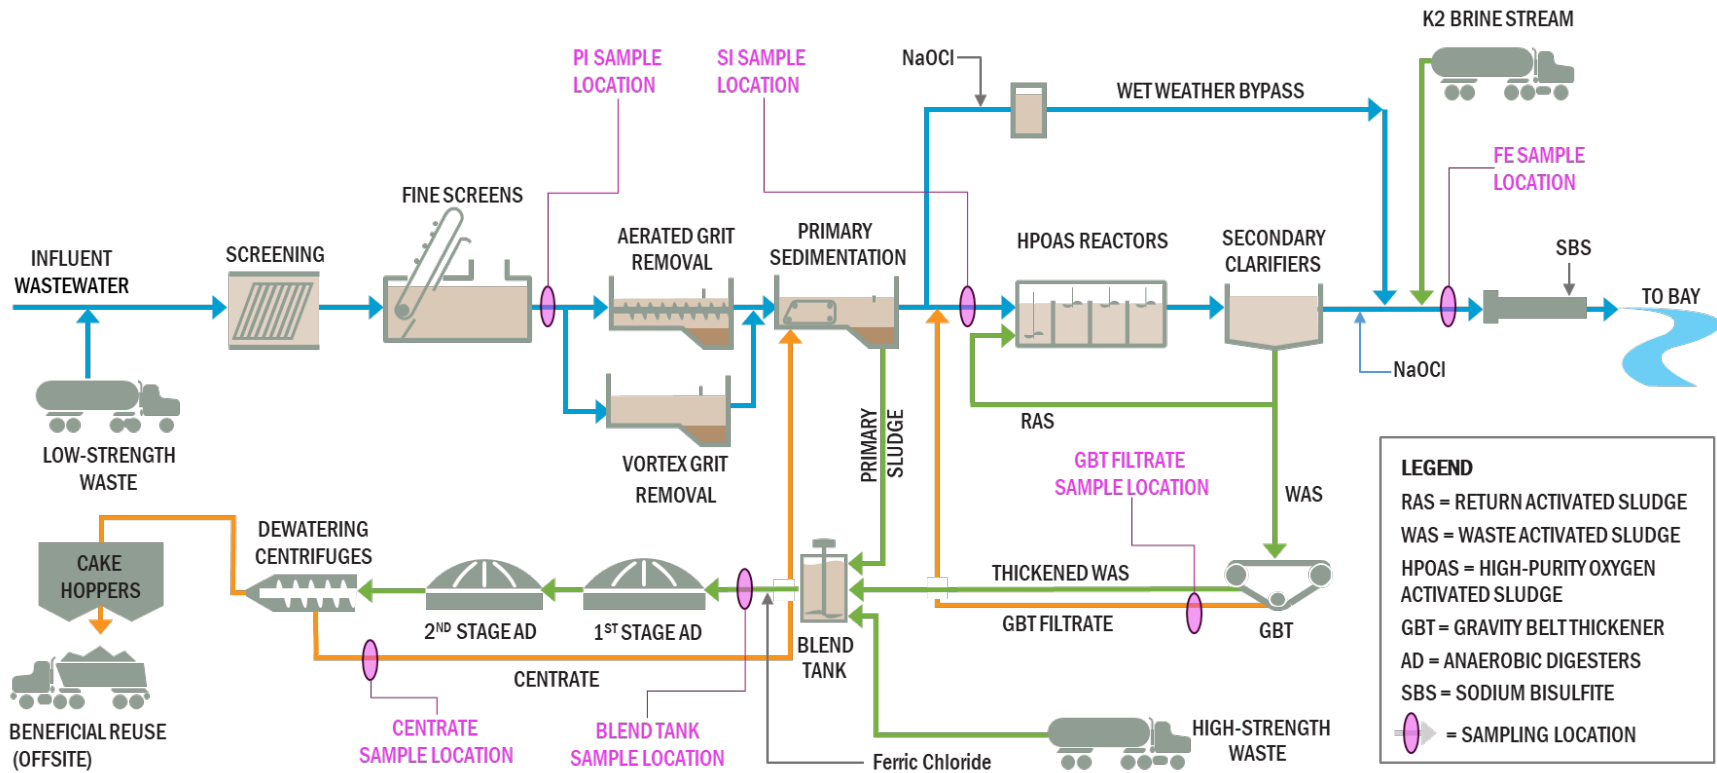 K2 BRINE STREAM
PI SAMPLE
LOCATION
SI SAMPLE
LOCATION
NaOCl
WET WEATHER BYPASS
FE SAMPLE
LOCATION
FINE SCREENS
INFLUENT
WASTEWATER
SCREENING
AERATED GRIT
REMOVAL
PRIMARY
SEDIMENTATION
HPOAS REACTORS
SECONDARY
CLARIFIERS
SBS
TO BAY
NaOCl
LOW-STRENGTH
WASTE
VORTEX GRIT
REMOVAL
PRIMARY
SLUDGE
RAS
GBT FILTRATE
SAMPLE LOCATION
WAS
LEGEND
RAS = RETURN ACTIVATED SLUDGE
WAS = WASTE ACTIVATED SLUDGE
HPOAS = HIGH-PURITY OXYGEN
ACTIVATED SLUDGE
GBT = GRAVITY BELT THICKENER
AD = ANAEROBIC DIGESTERS
SBS = SODIUM BISULFITE
= SAMPLING LOCATION
CAKE
HOPPERS
DEWATERING
CENTRIFUGES
2ND STAGE AD
1ST STAGE AD
BLEND
TANK
THICKENED WAS
GBT FILTRATE
GBT
CENTRATE
BENEFICIAL REUSE
(OFFSITE)
CENTRATE
SAMPLE LOCATION
BLEND TANK
SAMPLE LOCATION
Ferric Chloride
HIGH-STRENGTH
WASTE